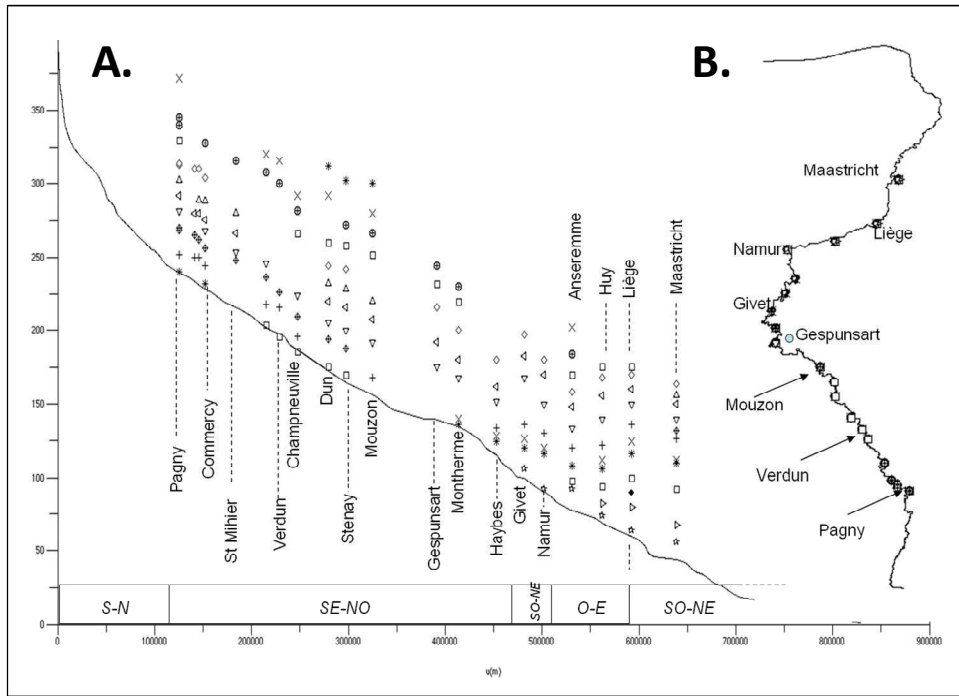 A.
B.
350
300
250
200
150
100
50
0
Pagny
Commercy
St Mihier
Verdun
Champneuville
Dun
Stenay
Mouzon
Gespunsart
Montherme
Haybes
Givet
Namur
Anseremme
Huy
Liège
Maastricht
S-N
SE-NO
SO-NE
O-E
SO-NE
0
100000
200000
300000
400000
500000
600000
700000
800000
900000
u(m)
Maastricht
Liège
Namur
Givet
Gespunsart
Mouzon
Verdun
Pagny